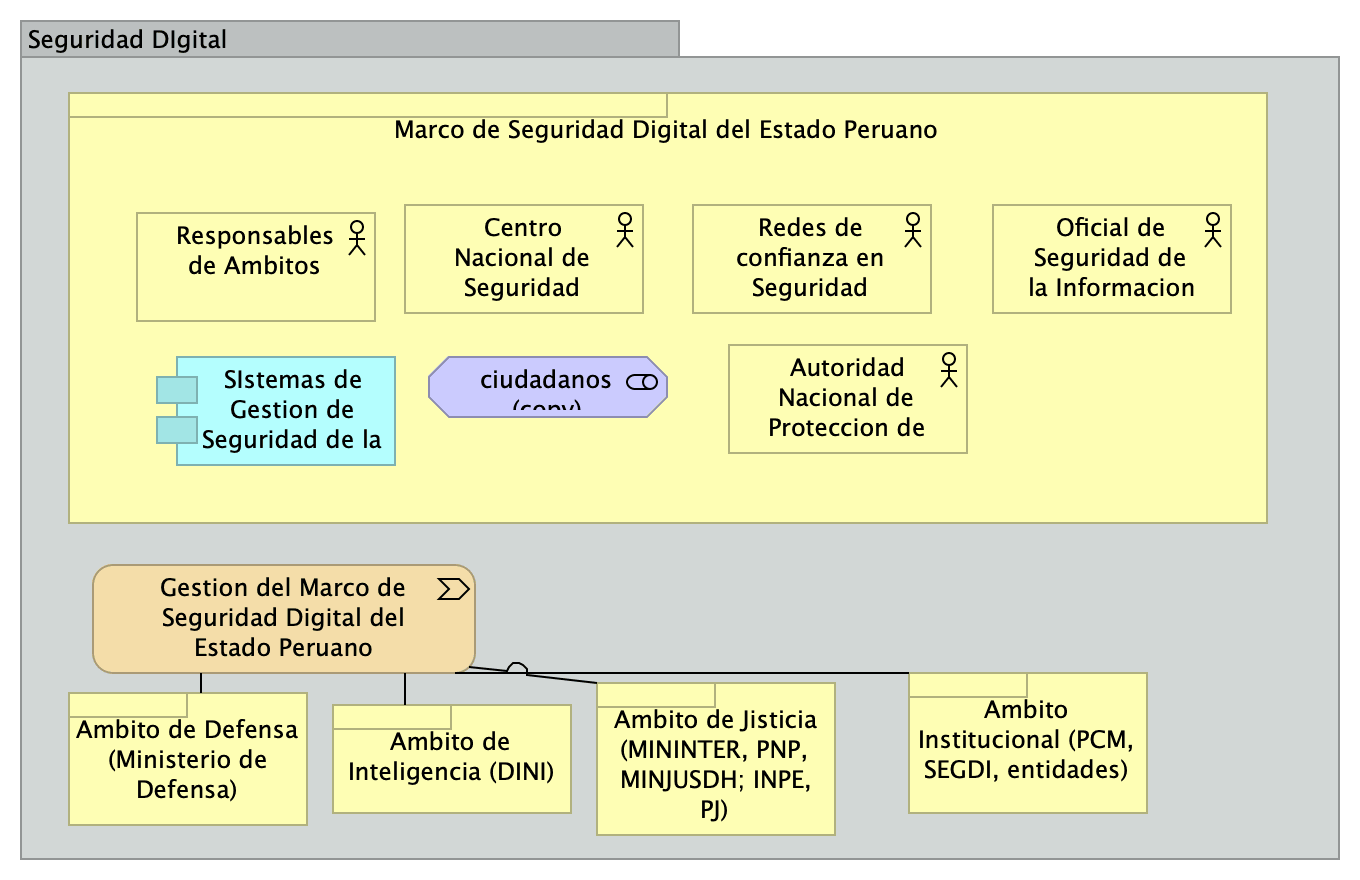 Seguridad DIgital
Marco de Seguridad Digital del Estado Peruano
Responsables
de Ambitos
Centro
Nacional de
Seguridad
Redes de
confianza en
Seguridad
Oficial de
Seguridad de
la Informacion
SIstemas de
Gestion de
Seguridad de la
ciudadanos
(copy)
Autoridad
Nacional de
Proteccion de
Gestion del Marco de
Seguridad Digital del
Estado Peruano
Ambito de Defensa
(Ministerio de
Defensa)
Ambito de
Inteligencia (DINI)
Ambito de Jisticia
(MININTER, PNP,
MINJUSDH; INPE,
PJ)
Ambito
Institucional (PCM,
SEGDI, entidades)